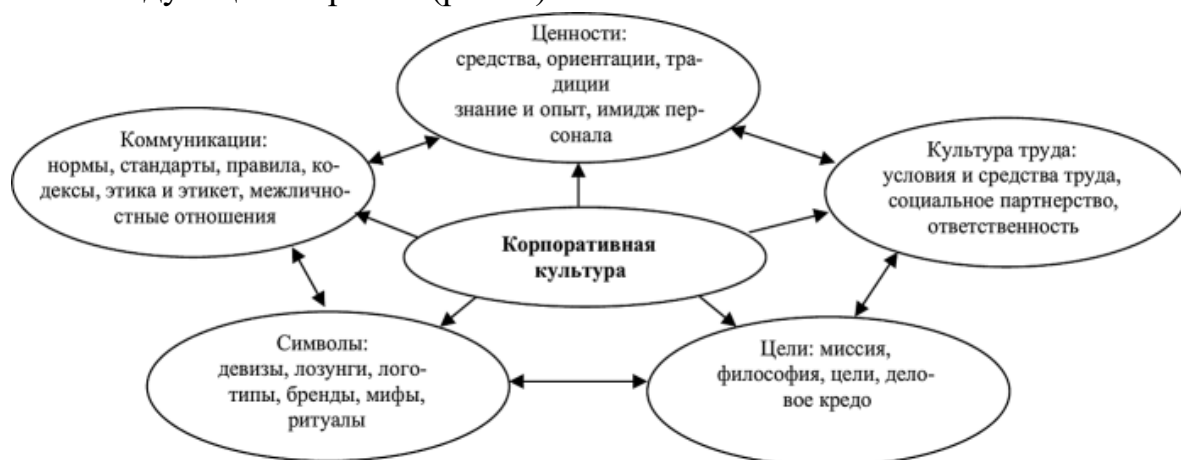 Ценности:
средства, ориентации, тра-
диции
знание и опыт, имидж пер-
сонала
Коммуникации:
нормы, стандарты, правила, ко-
дексы, этика и этикет, межлично-
стные отношения
Культура труда:
условия и средства труда,
социальное партнерство,
ответственность
Корпоративная
культура
Символы:
девизы, лозунги, лого-
типы, бренды, мифы,
ритуалы
Цели: миссия,
философия, цели, дело-
вое кредо